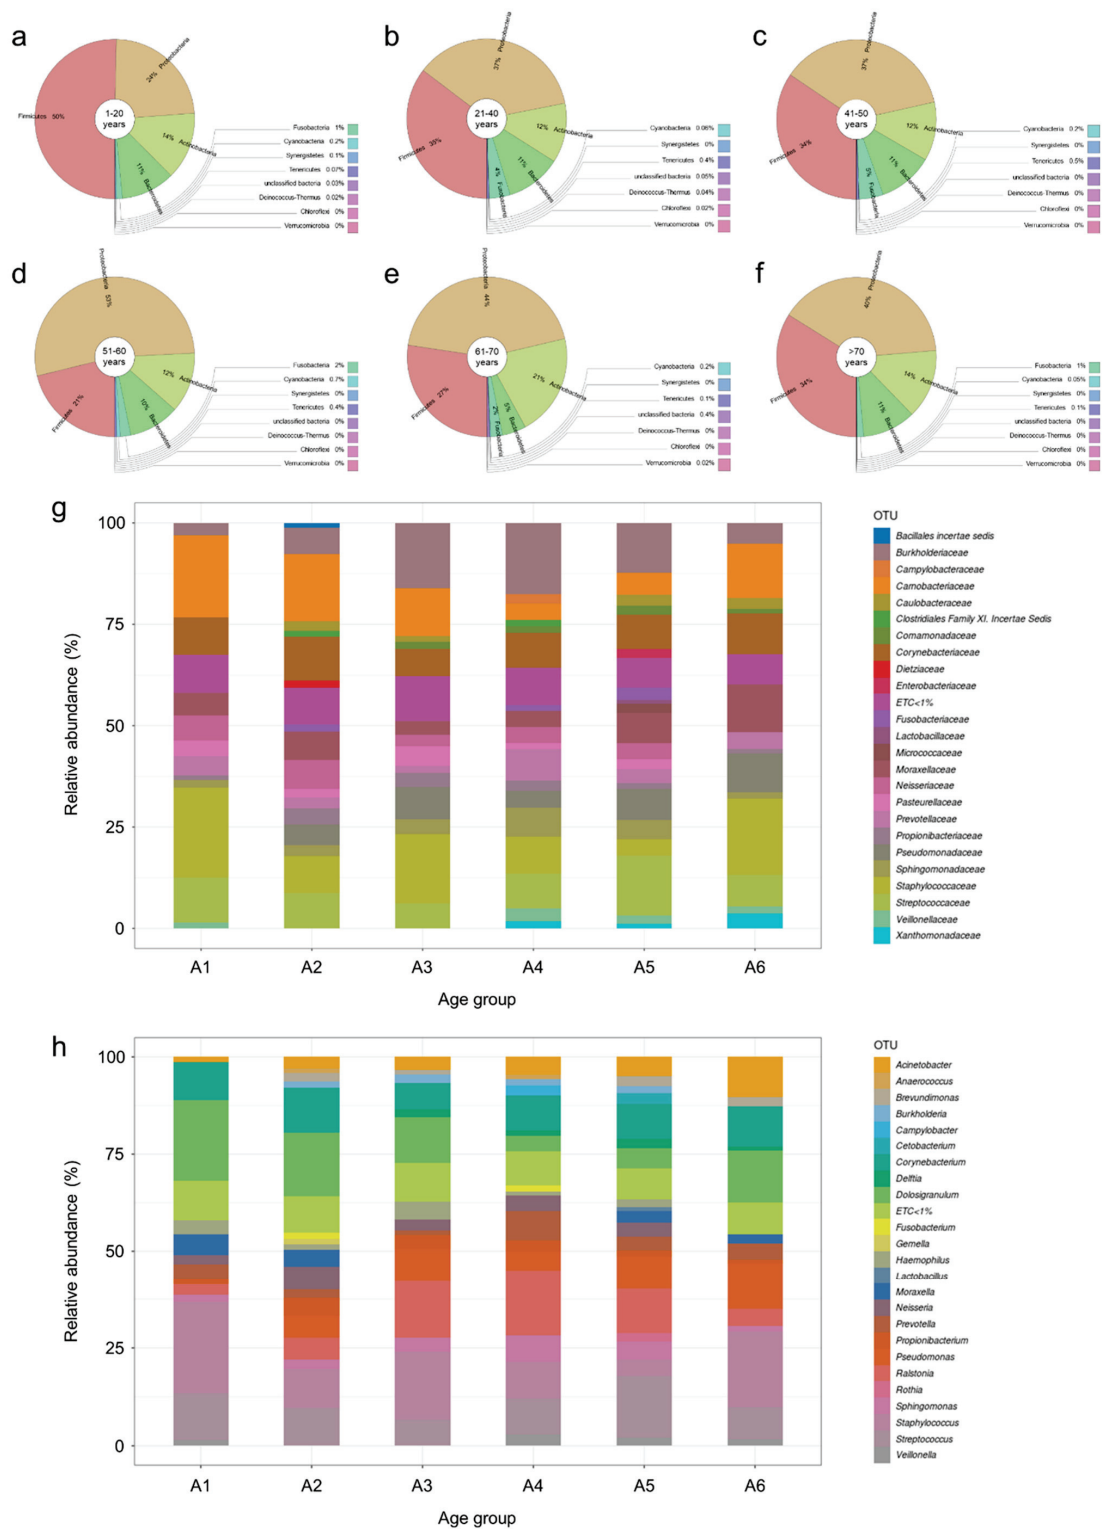 a
Proteobacteria
24%
Firmicutes 50%
1-20
years
14% Actinobacteria
11% Bacteroidetes
Fusobacteria 1%
Cyanobacteria 0.2%
Synergistetes 0.1%
Tenericutes 0.07%
unclassified bacteria 0.03%
Deinococcus-Thermus 0.02%
Chloroflexi 0%
Verrucomicrobia 0%
b
Proteobacteria
37%
Firmicutes 35%
21-40
years
12% Actinobacteria
11% Bacteroidetes
4% Fusobacteria
Cyanobacteria 0.08%
Synergistetes 0%
Tenericutes 0.4%
unclassified bacteria 0.05%
Deinococcus-Thermus 0.04%
Chloroflexi 0.02%
Verrucomicrobia 0%
c
Proteobacteria
37%
Firmicutes 34%
41-50
years
12% Actinobacteria
11% Bacteroidetes
5% Fusobacteria
Cyanobacteria 0.2%
Synergistetes 0%
Tenericutes 0.5%
unclassified bacteria 0%
Deinococcus-Thermus 0%
Chloroflexi 0%
Verrucomicrobia 0%
d
Proteobacteria
53%
Firmicutes 21%
51-60
years
12% Actinobacteria
10% Bacteroidetes
Fusobacteria 2%
Cyanobacteria 0.7%
Synergistetes 0%
Tenericutes 0.4%
unclassified bacteria 0%
Deinococcus-Thermus 0%
Chloroflexi 0%
Verrucomicrobia 0%
e
Proteobacteria
44%
Firmicutes 27%
61-70
years
21% Actinobacteria
5% Bacteroidetes
2% Fusobacteria
Cyanobacteria 0.2%
Synergistetes 0%
Tenericutes 0.1%
unclassified bacteria 0.4%
Deinococcus-Thermus 0%
Chloroflexi 0%
Verrucomicrobia 0.02%
f
Proteobacteria
40%
Firmicutes 34%
>70
years
14% Actinobacteria
11% Bacteroidetes
Fusobacteria 1%
Cyanobacteria 0.05%
Synergistetes 0%
Tenericutes 0.1%
unclassified bacteria 0%
Deinococcus-Thermus 0%
Chloroflexi 0%
Verrucomicrobia 0%
g
Relative abundance (%)
100
75
50
25
0
A1 A2 A3 A4 A5 A6
Age group
OTU
Bacillales incertae sedis
Burkholderiaceae
Campylobacteraceae
Carnobacteriaceae
Caulobacteraceae
Clostridiales Family XI. Incertae Sedis
Comamonadaceae
Corynebacteriaceae
Dietziaceae
Enterobacteriaceae
ETC<1%
Fusobacteriaceae
Lactobacillaceae
Micrococcaceae
Moraxellaceae
Neisseriaceae
Pasteurellaceae
Prevotellaceae
Propionibacteriaceae
Pseudomonadaceae
Sphingomonadaceae
Staphylococcaceae
Streptococcaceae
Veillonellaceae
Xanthomonadaceae
h
Relative abundance (%)
100
75
50
25
0
A1 A2 A3 A4 A5 A6
Age group
OTU
Acinetobacter
Anaerococcus
Brevundimonas
Burkholderia
Campylobacter
Cetobacterium
Corynebacterium
Delftia
Dolosigranulum
ETC<1%
Fusobacterium
Gemella
Haemophilus
Lactobacillus
Moraxella
Neisseria
Prevotella
Propionibacterium
Pseudomonas
Ralstonia
Rothia
Sphingomonas
Staphylococcus
Streptococcus
Veillonella